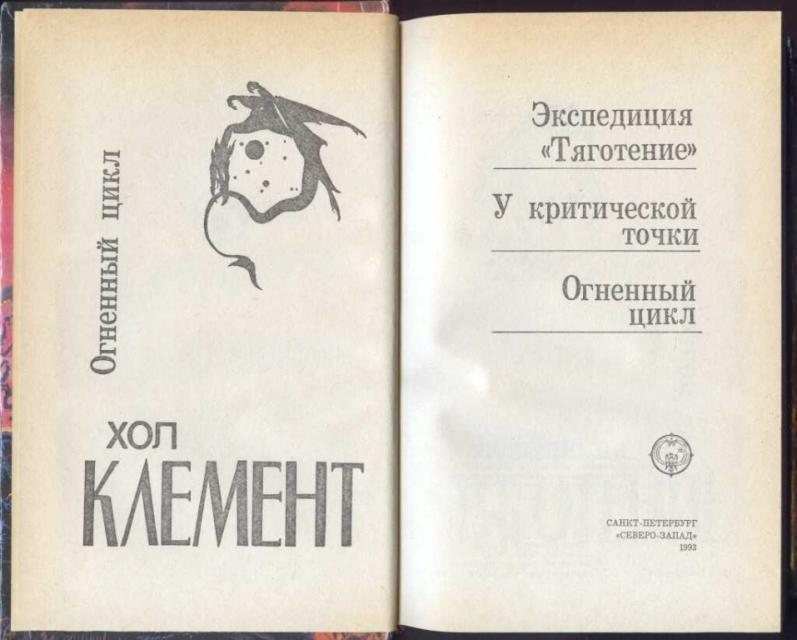 Огненный цикл
ХОЛ
КЛЕМЕНТ
Экспедиция
«Тяготение»
У критической
точки
Огненный
цикл
САНКТ-ПЕТЕРБУРГ
«СЕВЕРО-ЗАПАД»
1993